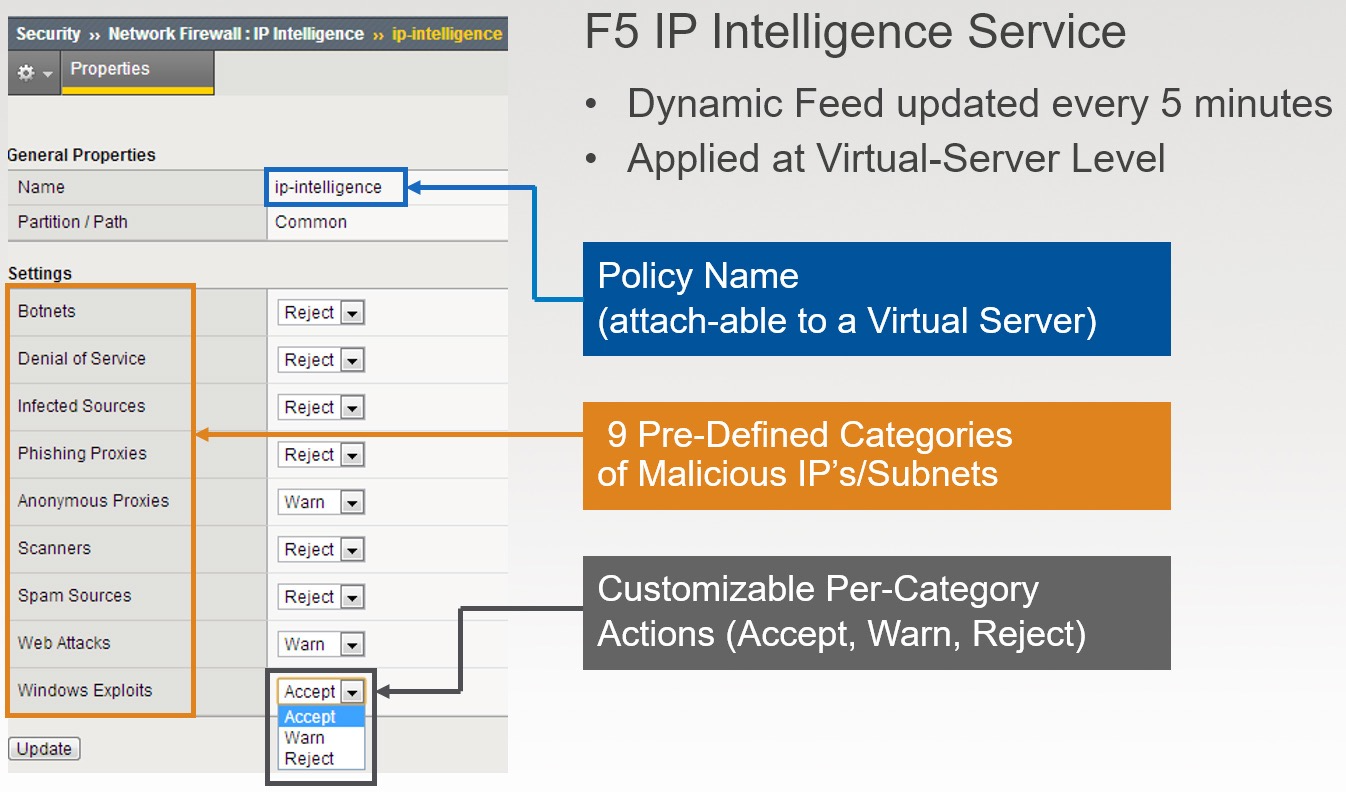 Security » Network Firewall : IP Intelligence » ip-intelligence
Properties
General Properties
Name ip-intelligence
Partition / Path Common
Settings
Botnets Reject
Denial of Service Reject
Infected Sources Reject
Phishing Proxies Reject
Anonymous Proxies Warn
Scanners Reject
Spam Sources Reject
Web Attacks Warn
Windows Exploits Accept
Accept
Warn
Reject
Update
F5 IP Intelligence Service
• Dynamic Feed updated every 5 minutes
• Applied at Virtual-Server Level
Policy Name
(attach-able to a Virtual Server)
9 Pre-Defined Categories
of Malicious IP’s/Subnets
Customizable Per-Category
Actions (Accept, Warn, Reject)